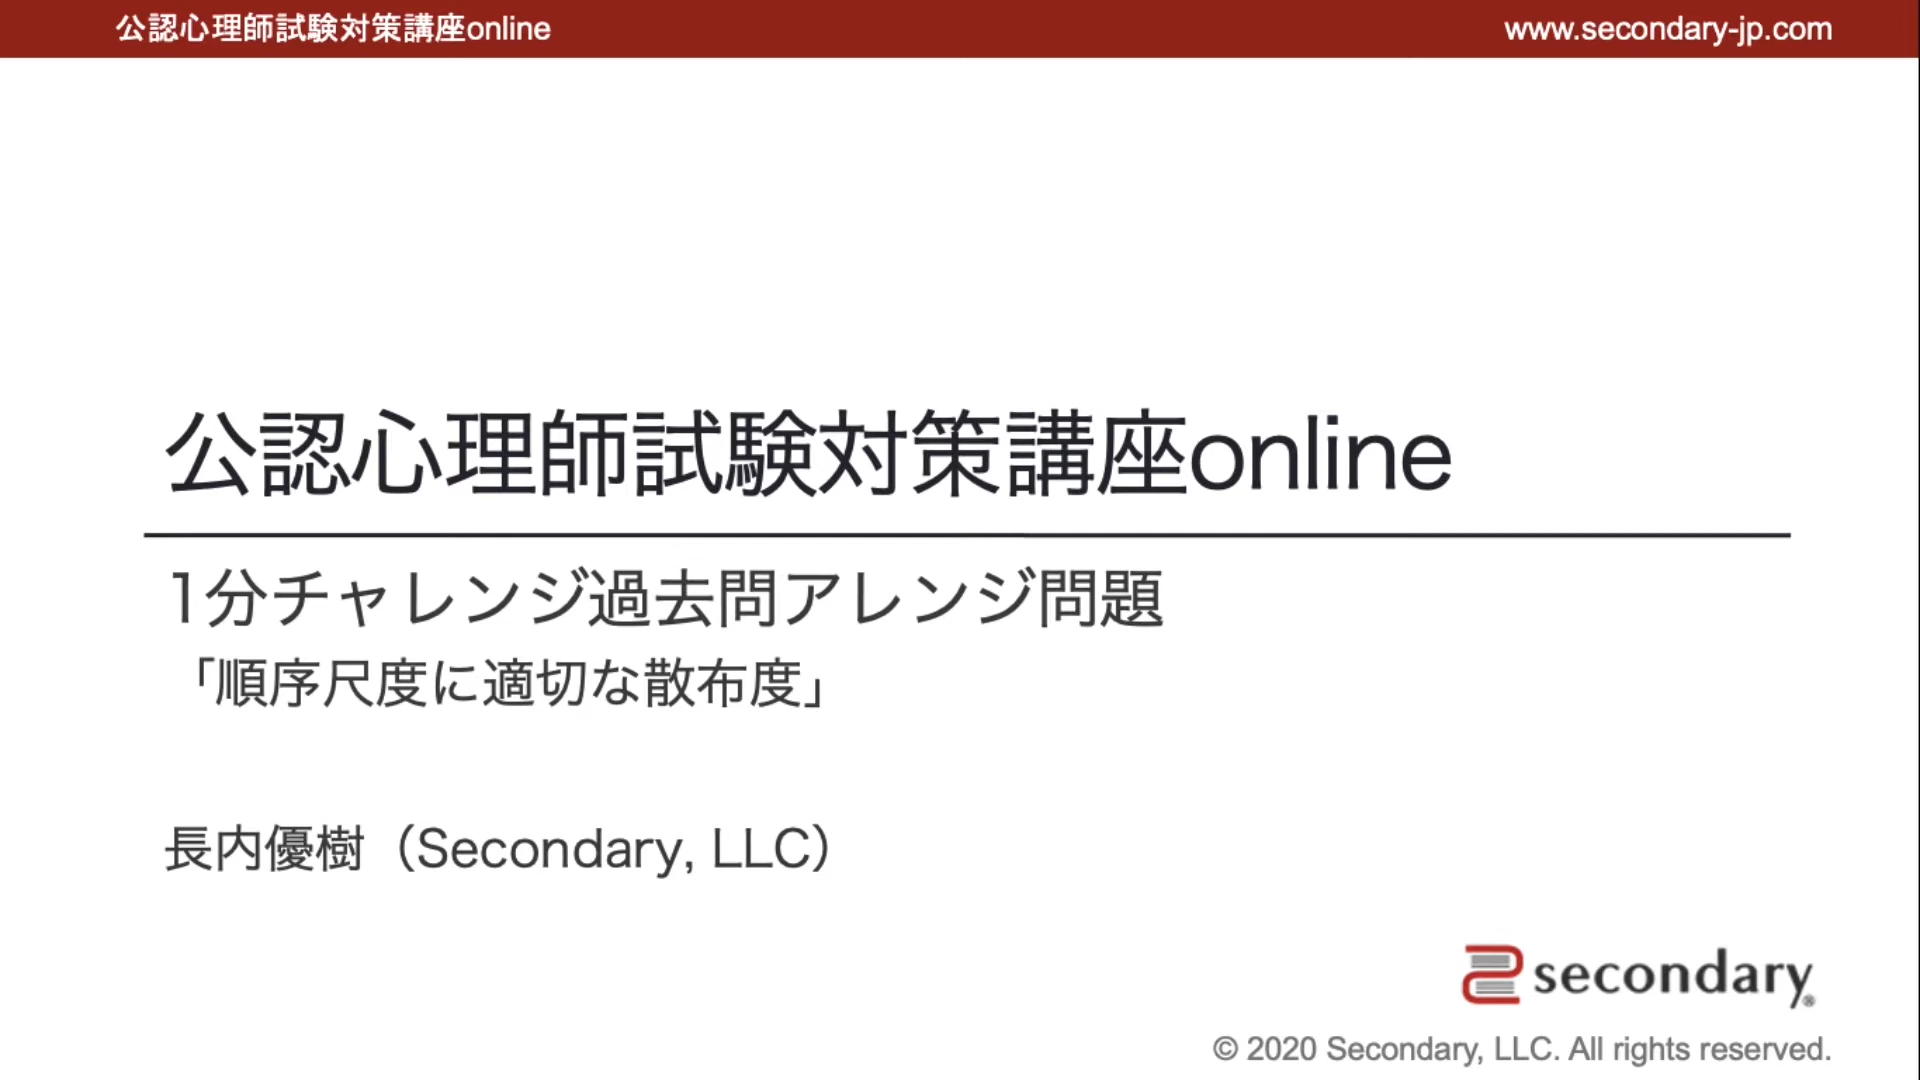 公認心理師試験対策講座online
www.secondary-jp.com
公認心理師試験対策講座online
1分チャレンジ過去問アレンジ問題
「順序尺度に適切な散布度」
長内優樹（Secondary, LLC）
secondary®
© 2020 Secondary, LLC. All rights reserved.